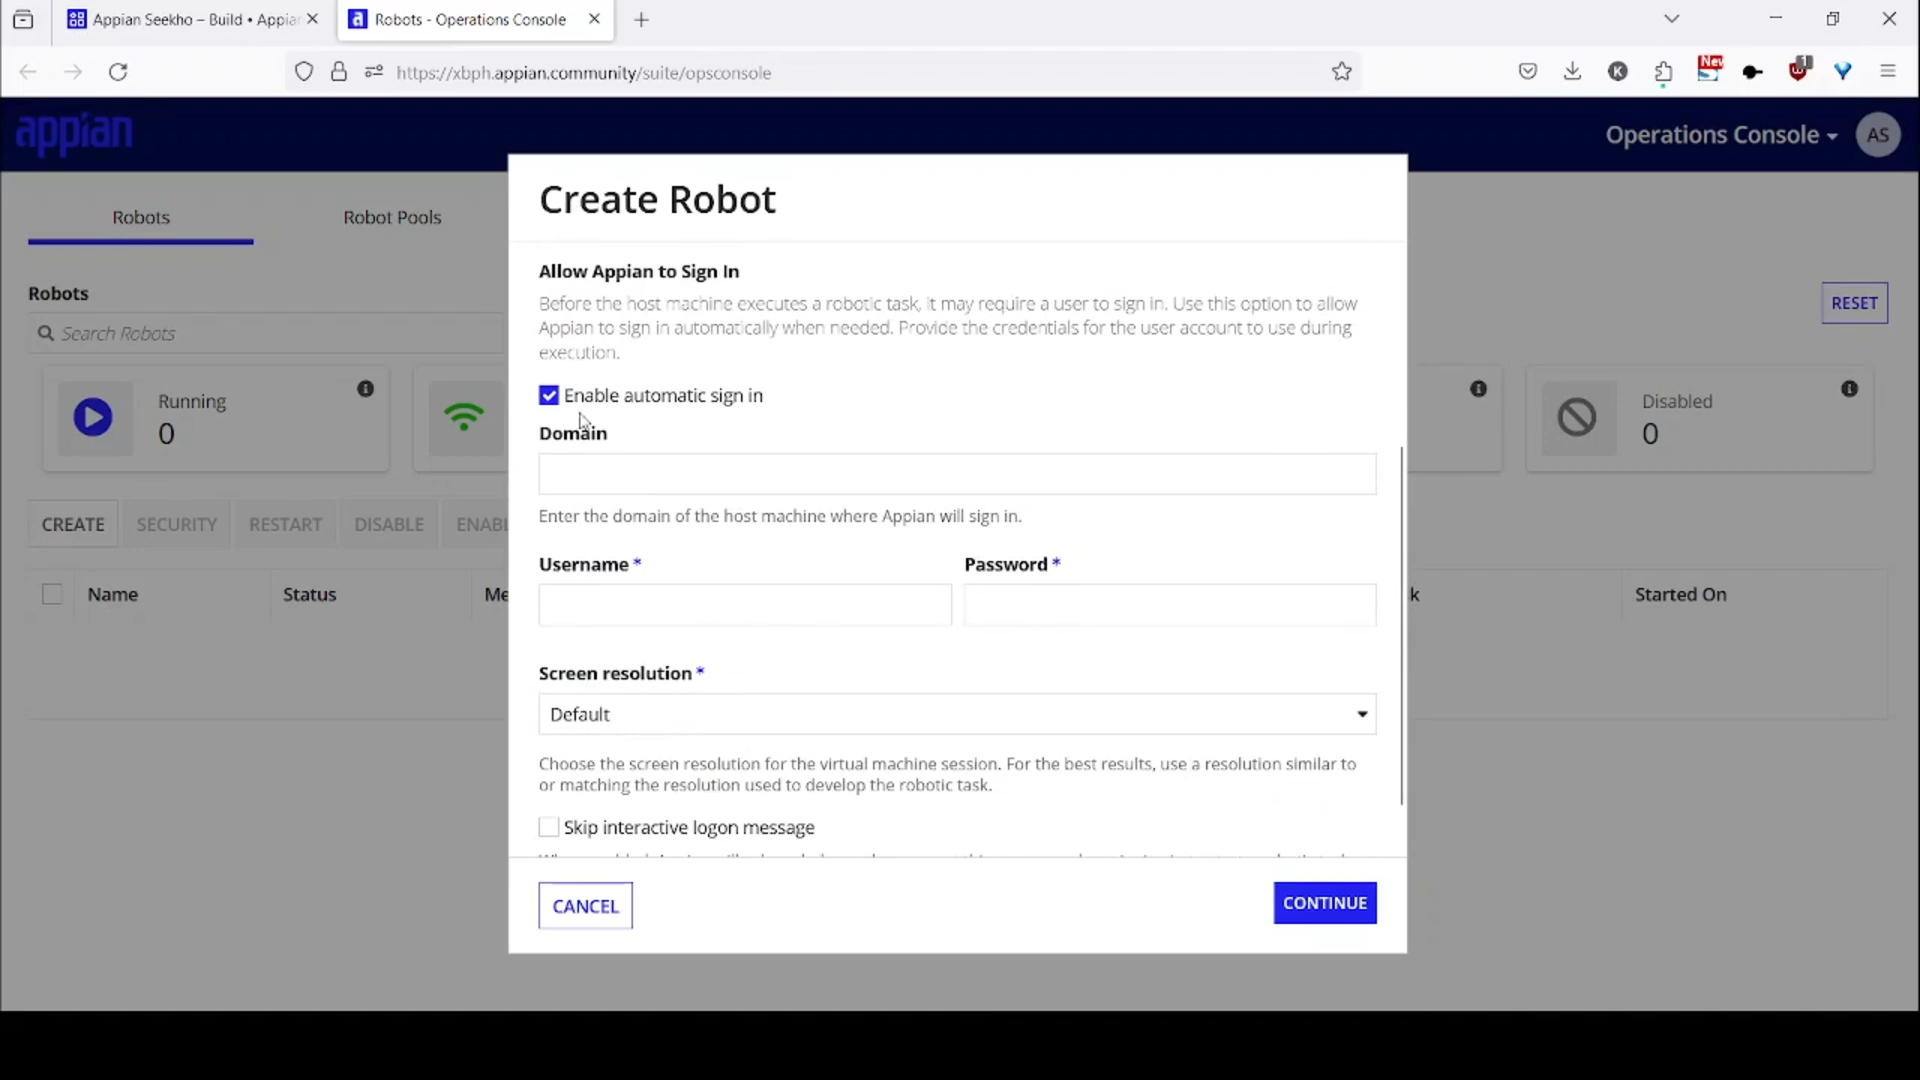 Appian Seekho – Build • Appian
Robots - Operations Console
https://xbph.appian.community/suite/opsconsole
K
New
1
appian
Operations Console
AS
Robots
Robot Pools
Robots
Search Robots
RESET
Running
0
Disabled
0
CREATE
SECURITY
RESTART
DISABLE
ENABL
Name
Status
Me
k
Started On
Create Robot
Allow Appian to Sign In
Before the host machine executes a robotic task, it may require a user to sign in. Use this option to allow
Appian to sign in automatically when needed. Provide the credentials for the user account to use during
execution.
Enable automatic sign in
Domain
Enter the domain of the host machine where Appian will sign in.
Username *
Password *
Screen resolution *
Default
Choose the screen resolution for the virtual machine session. For the best results, use a resolution similar to
or matching the resolution used to develop the robotic task.
Skip interactive logon message
CANCEL
CONTINUE